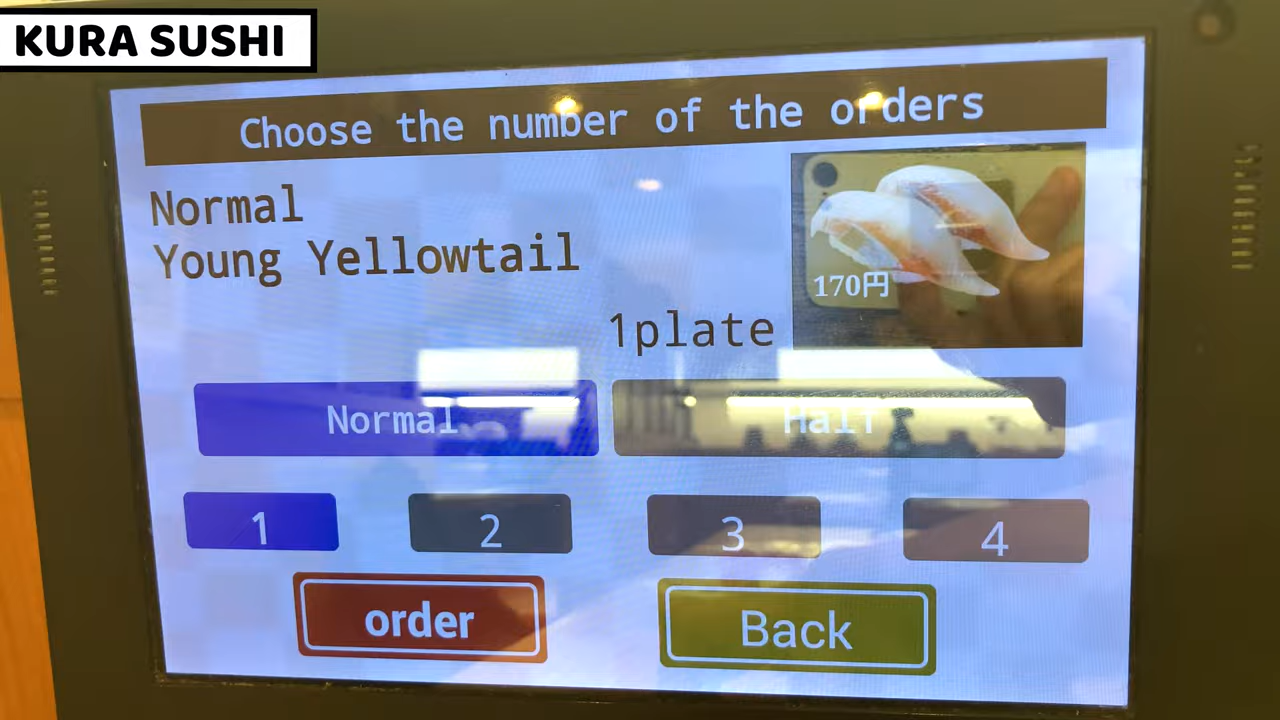 KURA SUSHI
Choose the number of the orders
Normal
Young Yellowtail
170円
1plate
Normal
Half
1
2
3
4
order
Back